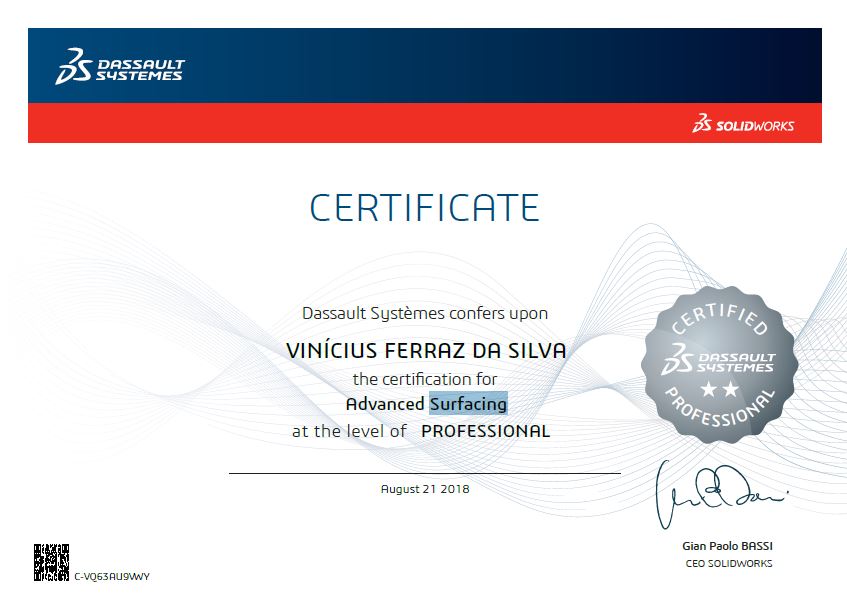 DASSAULT
SYSTEMES
SOLIDWORKS
CERTIFICATE
Dassault Systèmes confers upon
VINÍCIUS FERRAZ DA SILVA
the certification for
Advanced Surfacing
at the level of PROFESSIONAL
CERTIFIED
DASSAULT
SYSTEMES
PROFESSIONAL
August 21 2018
Gian Paolo BASSI
CEO SOLIDWORKS
C-VQ63AU9VWY